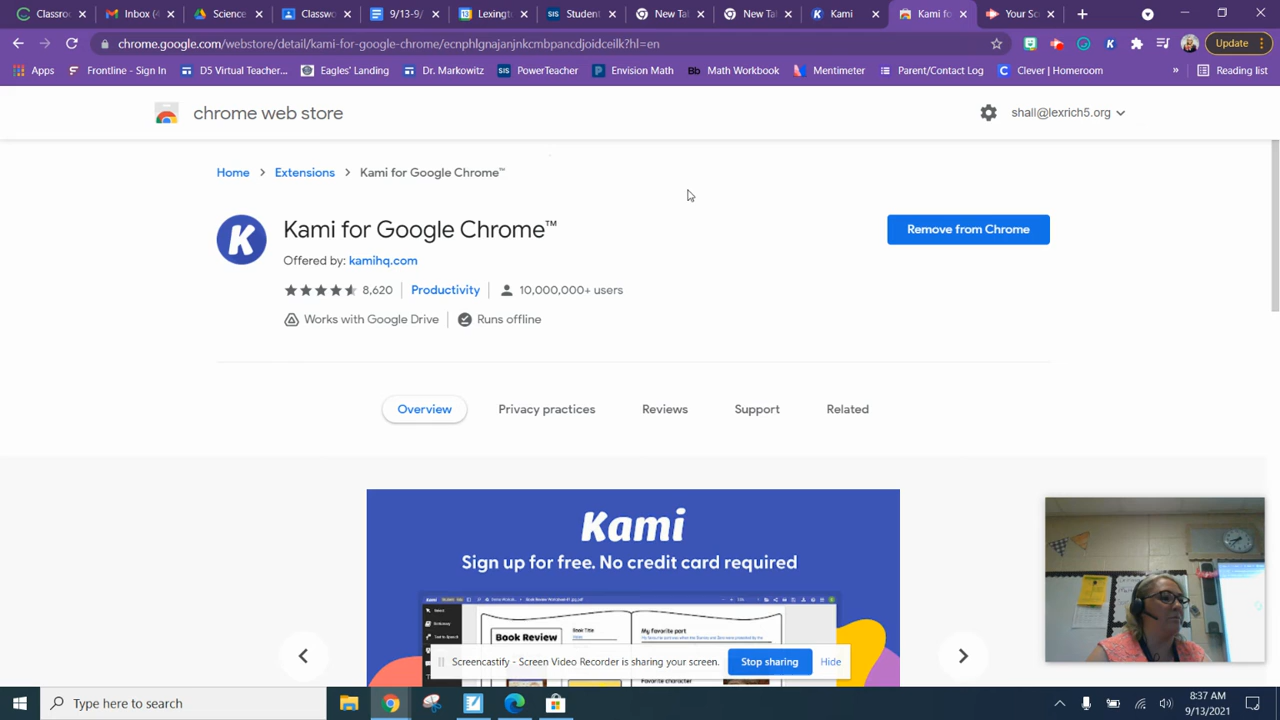 Classro
Inbox (4
Science
9/13-9/
Lexingt
Student
New Tal
New Tal
Kami
Kami fo
Your Sc
chrome.google.com/webstore/detail/kami-for-google-chrome/ecnphlgnajanjnkcmbpancdjoidceilk?hl=en
Update
Apps
Frontline - Sign In
D5 Virtual Teacher...
Eagles' Landing
Dr. Markowitz
SIS PowerTeacher
Envision Math
Bb Math Workbook
Mentimeter
Parent/Contact Log
Clever | Homeroom
»
Reading list
chrome web store
shall@lexrich5.org
Home > Extensions > Kami for Google Chrome™
K
Kami for Google Chrome™
Remove from Chrome
Offered by: kamihq.com
8,620 | Productivity | 10,000,000+ users
Works with Google Drive | Runs offline
Overview
Privacy practices
Reviews
Support
Related
Kami
Sign up for free. No credit card required
Book Review
Book Title
My favorite part
Screencastify - Screen Video Recorder is sharing your screen.
Stop sharing
Hide
Type here to search
8:37 AM
9/13/2021